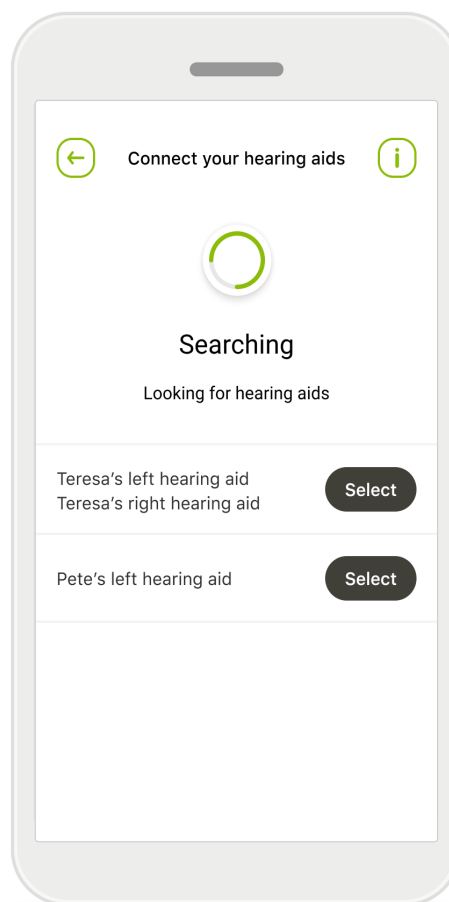 Connect your hearing aids
Searching
Looking for hearing aids
Teresa’s left hearing aid
Teresa’s right hearing aid
Select
Pete’s left hearing aid
Select